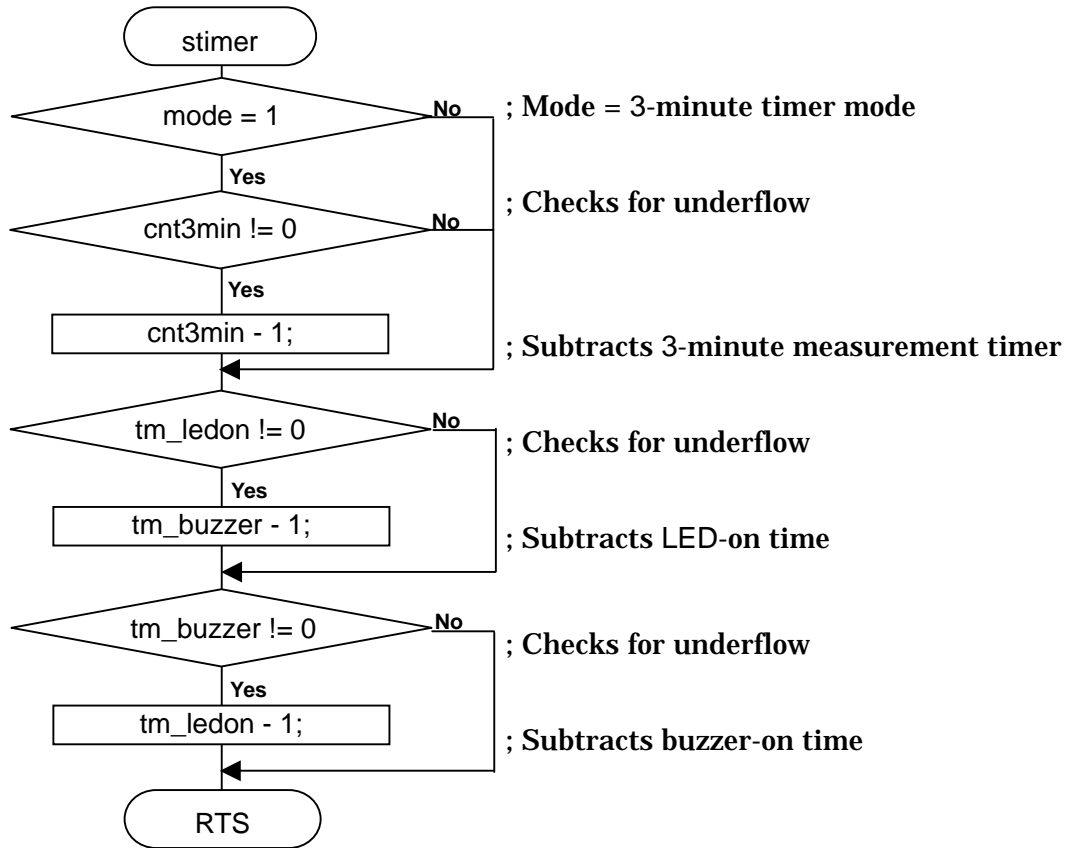 stimer
mode = 1
No
; Mode = 3-minute timer mode
Yes
; Checks for underflow
cnt3min != 0
No
Yes
cnt3min - 1;
; Subtracts 3-minute measurement timer
tm_ledon != 0
No
; Checks for underflow
Yes
tm_buzzer - 1;
; Subtracts LED-on time
tm_buzzer != 0
No
; Checks for underflow
Yes
tm_ledon - 1;
; Subtracts buzzer-on time
RTS